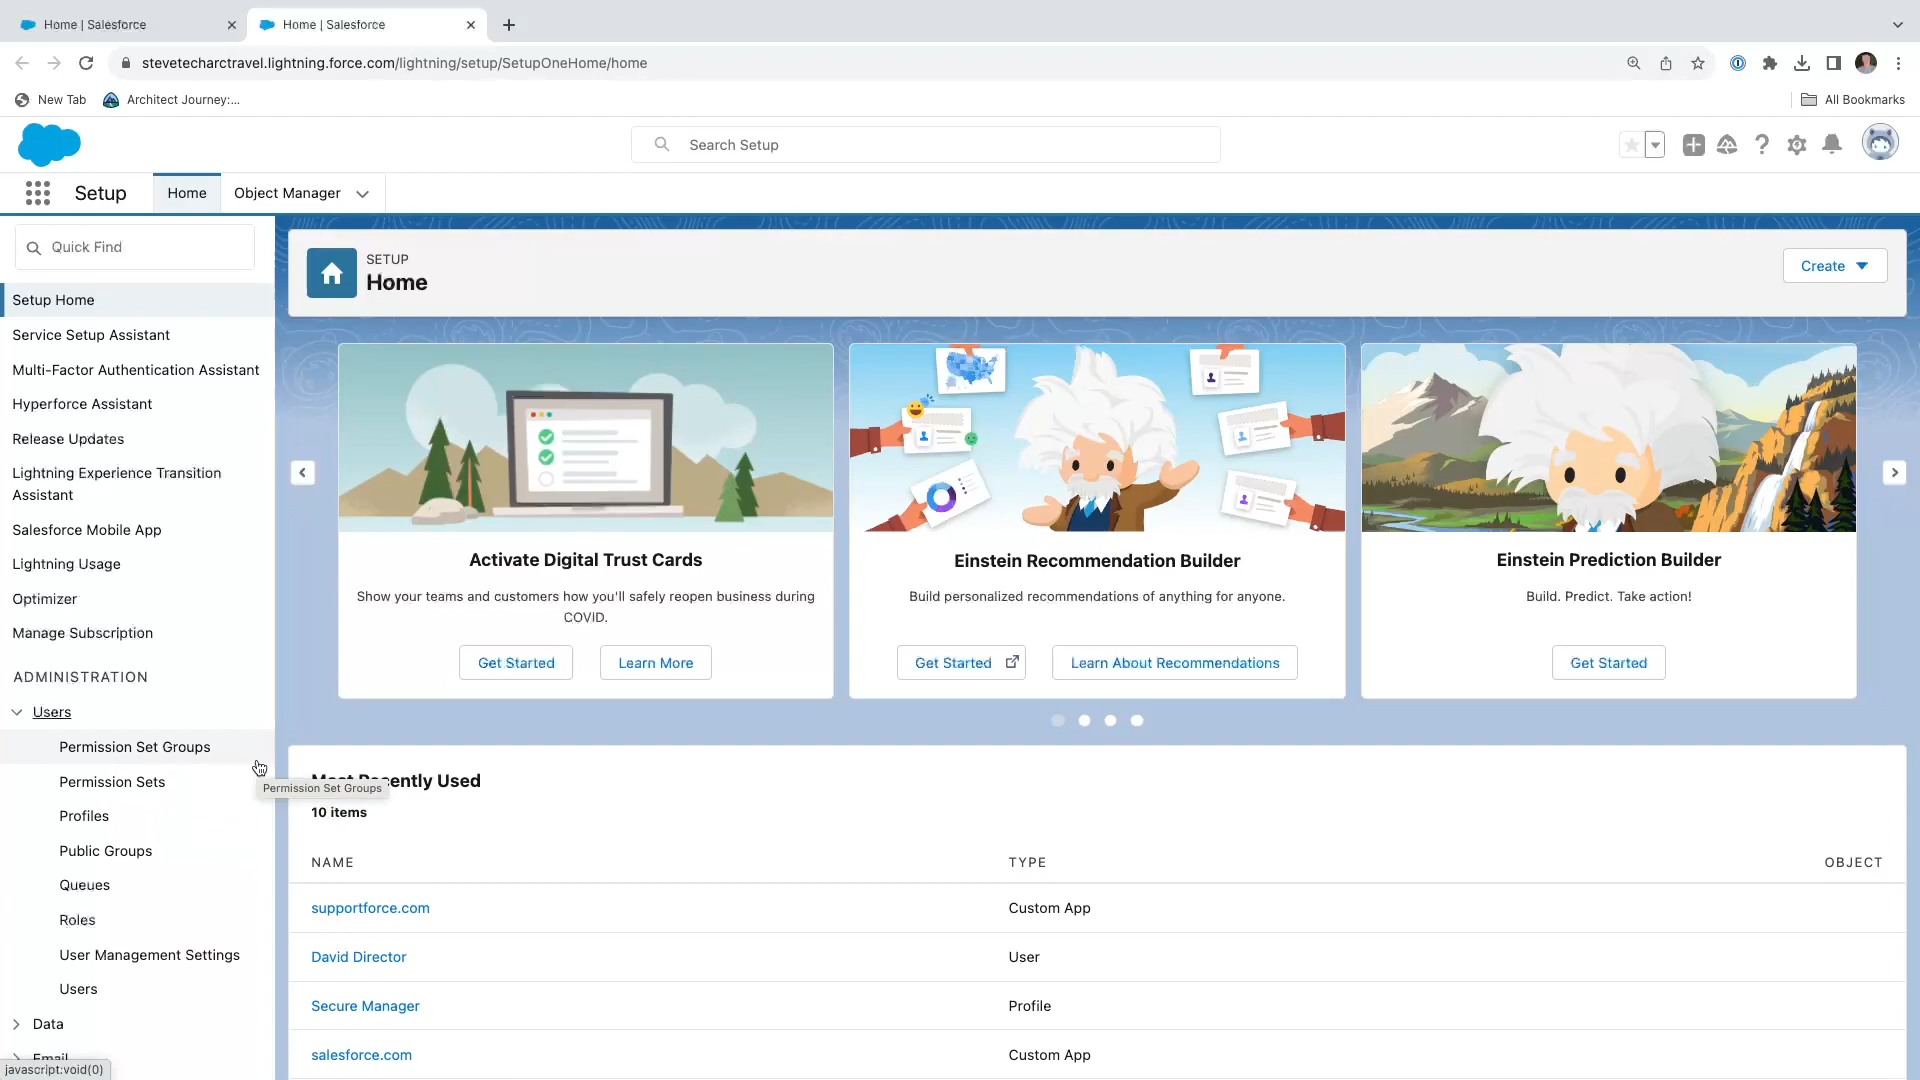 Home | Salesforce
Home | Salesforce
stevetecharctravel.lightning.force.com/lightning/setup/SetupOneHome/home
New Tab
Architect Journey:...
All Bookmarks
Search Setup
Setup
Home
Object Manager
Quick Find
Setup Home
Service Setup Assistant
Multi-Factor Authentication Assistant
Hyperforce Assistant
Release Updates
Lightning Experience Transition
Assistant
Salesforce Mobile App
Lightning Usage
Optimizer
Manage Subscription
ADMINISTRATION
Users
Permission Set Groups
Permission Sets
Profiles
Public Groups
Queues
Roles
User Management Settings
Users
Data
Email
javascript:void(0)
SETUP
Home
Create
Activate Digital Trust Cards
Show your teams and customers how you'll safely reopen business during
COVID.
Get Started
Learn More
Einstein Recommendation Builder
Build personalized recommendations of anything for anyone.
Get Started
Learn About Recommendations
Einstein Prediction Builder
Build. Predict. Take action!
Get Started
Most Recently Used
Permission Set Groups
10 items
NAME TYPE OBJECT
supportforce.com Custom App
David Director User
Secure Manager Profile
salesforce.com Custom App